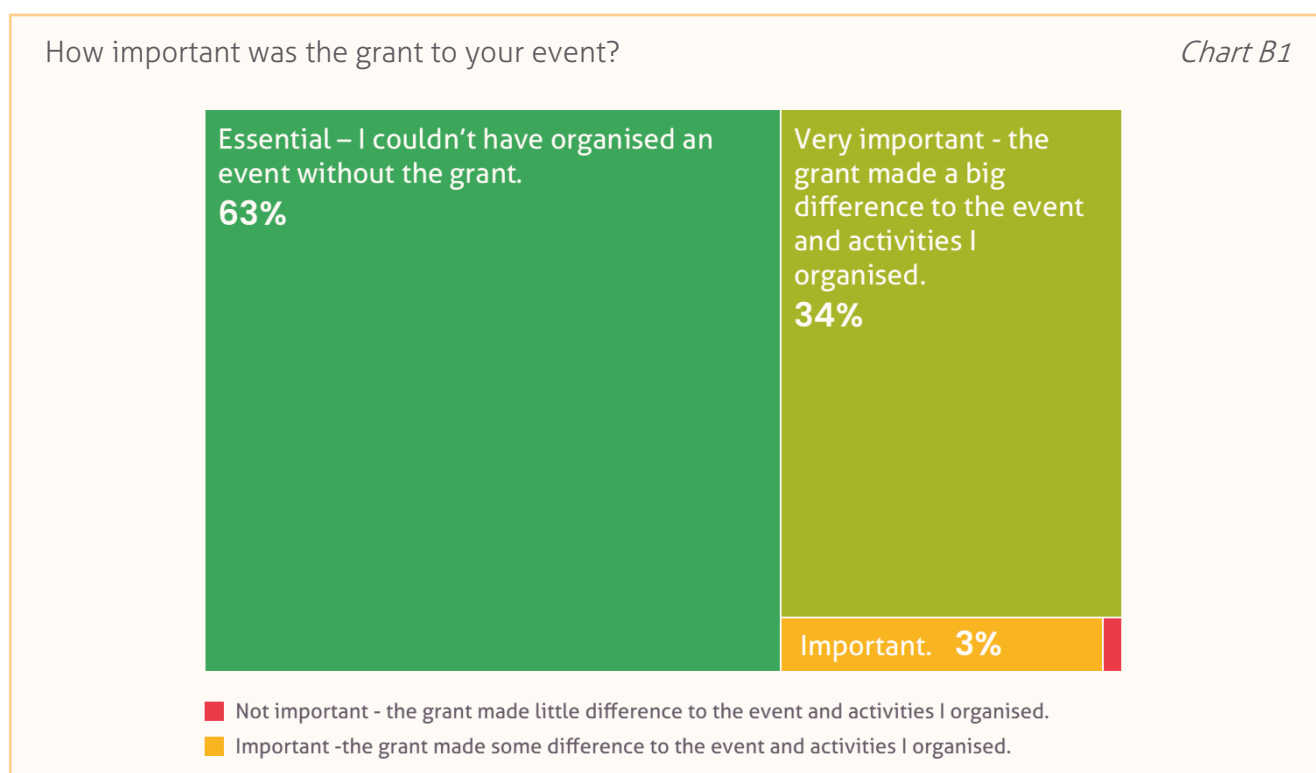 How important was the grant to your event?
Chart B1
Essential – I couldn't have organised an
event without the grant.
63%
Very important - the
grant made a big
difference to the event
and activities I
organised.
34%
Important. 3%
Not important - the grant made little difference to the event and activities I organised.
Important -the grant made some difference to the event and activities I organised.